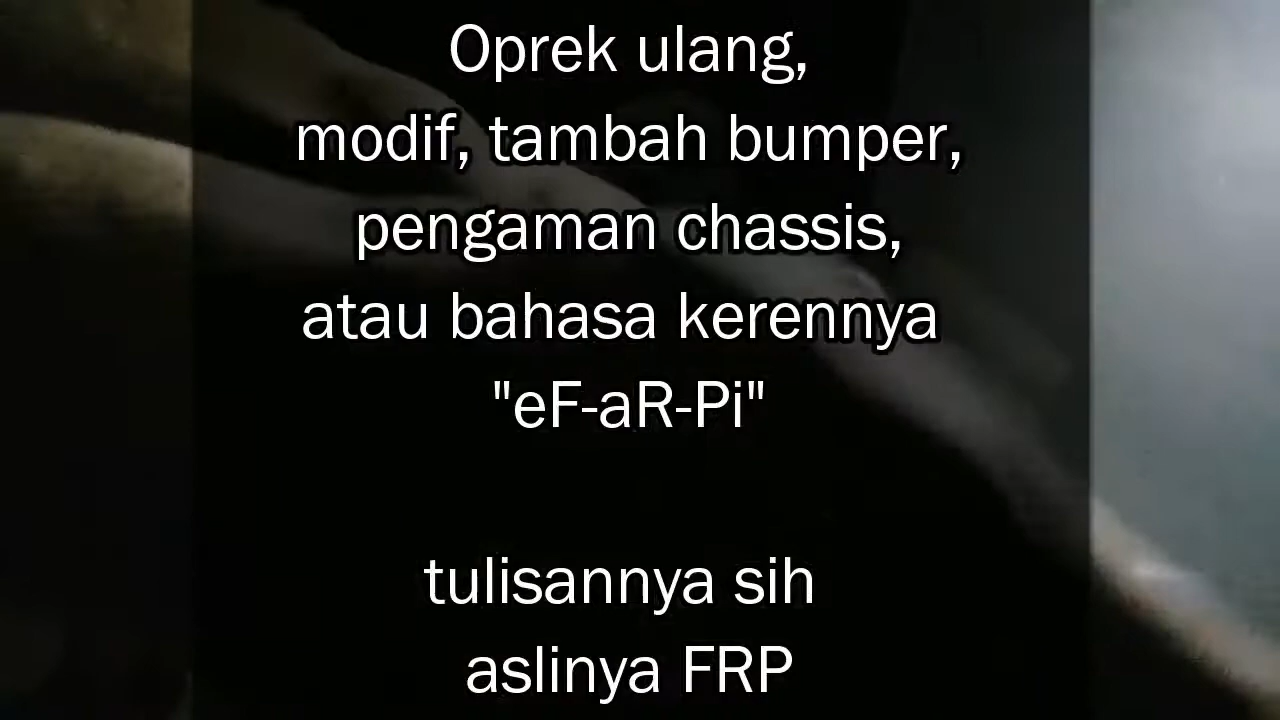 Oprek ulang,
modif, tambah bumper,
pengaman chassis,
atau bahasa kerennya
"eF-aR-Pi"
tulisannya sih
aslinya FRP